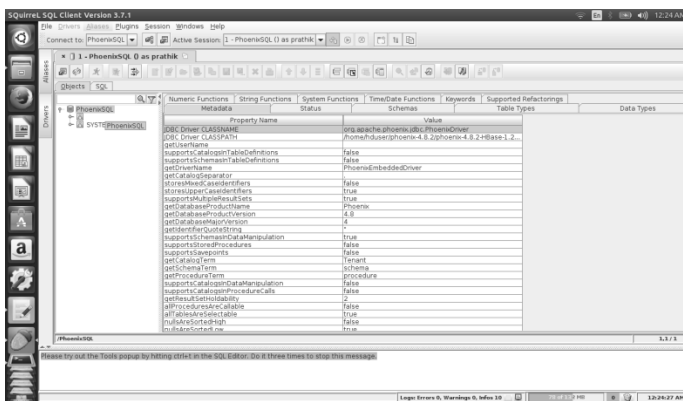 SQuirreL SQL Client Version 3.7.1
En
12:24 AM
File Drivers Aliases Plugins Session Windows Help
Connect to: PhoenixSQL
Active Session: 1 - PhoenixSQL () as prathik
1 - PhoenixSQL () as prathik
Aliases
Drivers
Objects SQL
Numeric Functions String Functions System Functions Time/Date Functions Keywords Supported Refactorings
Metadata Status Schemas Table Types Data Types
PhoenixSQL
SYSTE
PhoenixSQL
Property Name Value
JDBC Driver CLASSNAME org.apache.phoenix.jdbc.PhoenixDriver
JDBC Driver CLASSPATH /home/hduser/phoenix-4.8.2/phoenix-4.8.2-HBase-1.2...
getUserName
supportsCatalogsInTableDefinitions false
supportsSchemasInTableDefinitions false
getDriverName PhoenixEmbeddedDriver
getCatalogSeparator .
storesMixedCaseIdentifiers false
storesUpperCaseIdentifiers true
supportsMultipleResultSets true
getDatabaseProductName Phoenix
getDatabaseProductVersion 4.8
getDatabaseMajorVersion 4
getIdentifierQuoteString "
supportsSchemasInDataManipulation true
supportsStoredProcedures false
supportsSavepoints false
getCatalogTerm Tenant
getSchemaTerm schema
getProcedureTerm procedure
supportsCatalogsInDataManipulation false
supportsCatalogsInProcedureCalls false
getResultSetHoldability 2
allProceduresAreCallable false
allTablesAreSelectable true
nullsAreSortedHigh false
nullsAreSortedLow true
/PhoenixSQL
1,1 / 1
Please try out the Tools popup by hitting ctrl+t in the SQL Editor. Do it three times to stop this message.
Logs: Errors 0, Warnings 0, Infos 10
MB
12:24:27 AM